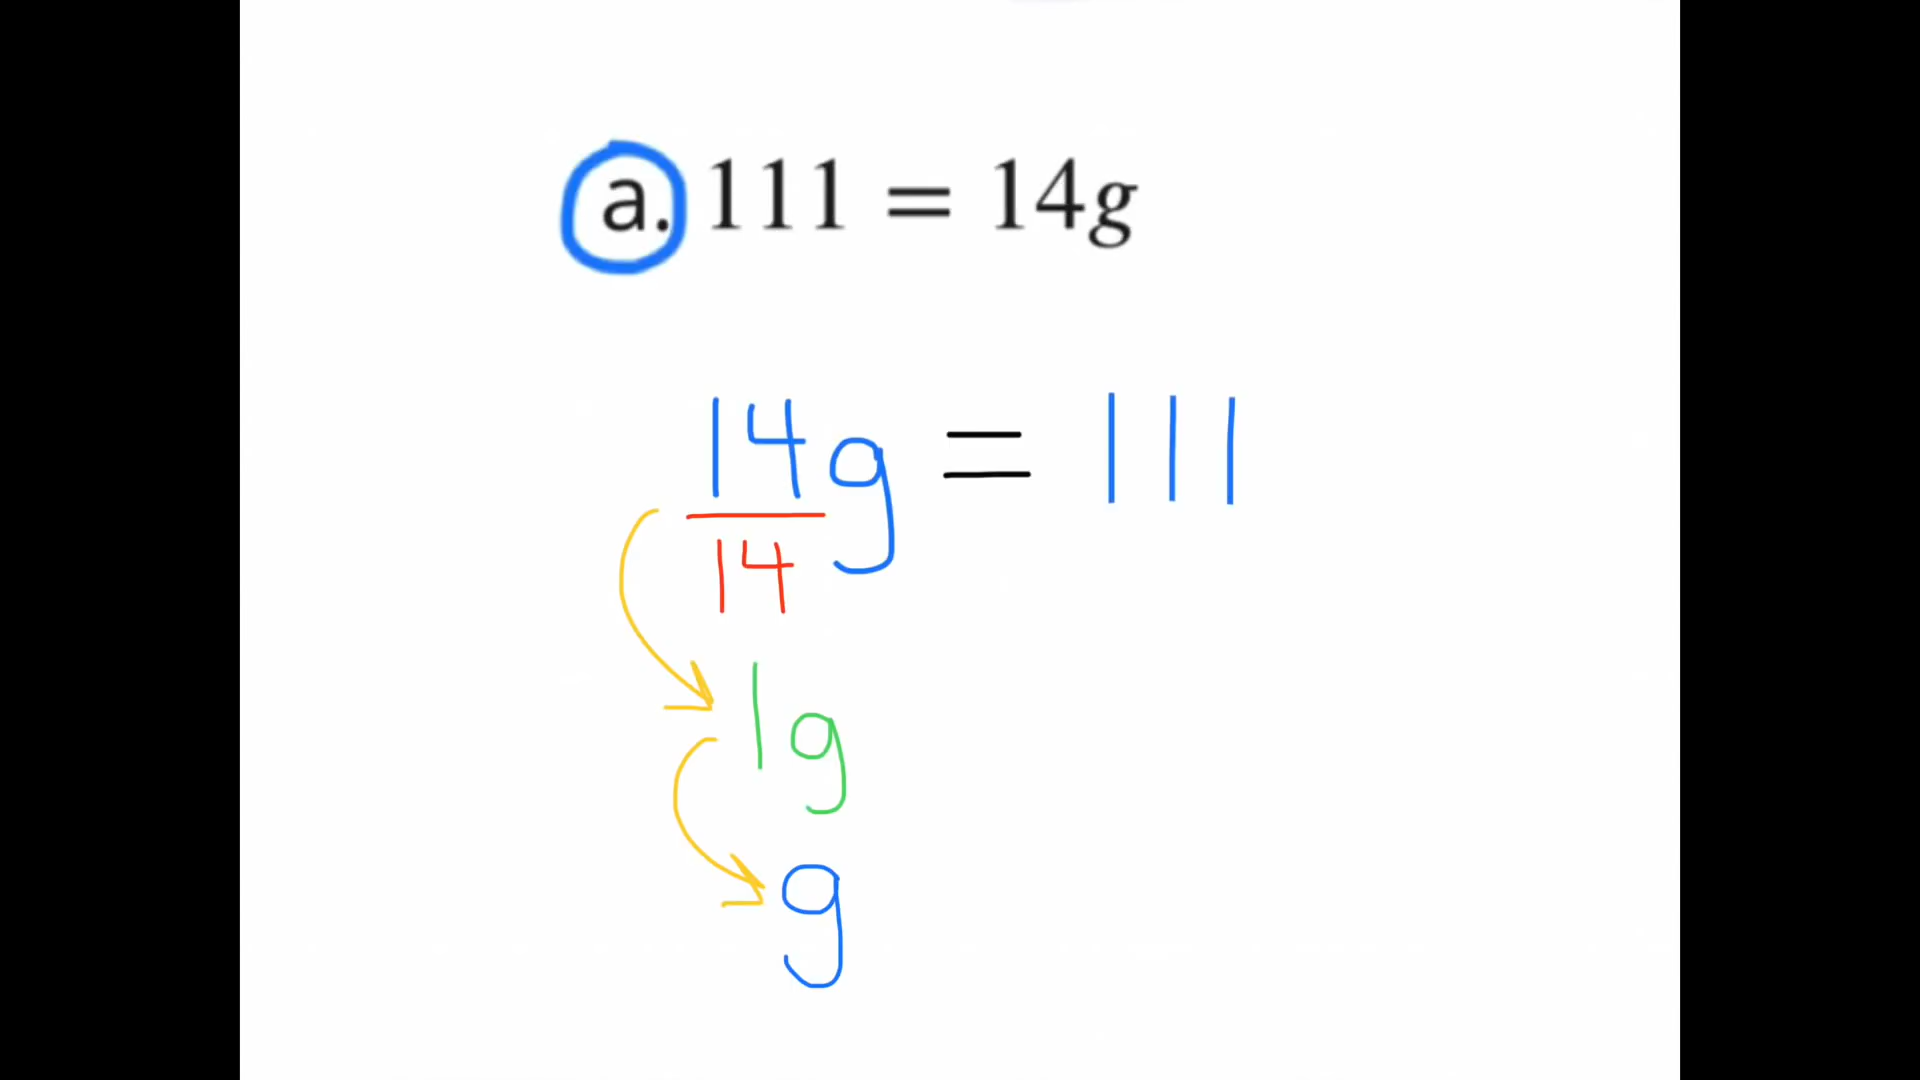 a. 111 = 14g
14g = 111
14
1g
g